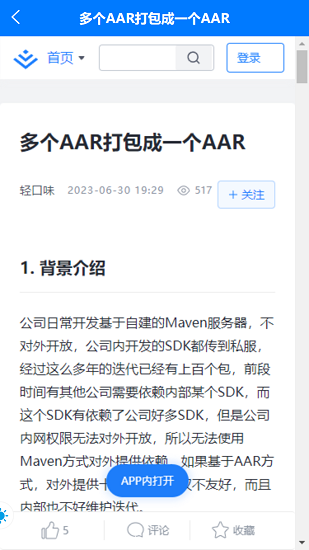 多个AAR打包成一个AAR
首页
登录
多个AAR打包成一个AAR
轻口味 2023-06-30 19:29 517 + 关注
1. 背景介绍
公司日常开发基于自建的Maven服务器，不
对外开放，公司内开发的SDK都传到私服，
经过这么多年的迭代已经有上百个包，前段
时间有其他公司需要依赖内部某个SDK，而
这个SDK有依赖了公司好多SDK，但是公司
内网权限无法对外开放，所以无法使用
Maven方式对外提供依赖。如果基于AAR方
式，对外提供十 不友好，而且
APP内打开
内部也不好维护迭代。
5 评论 收藏